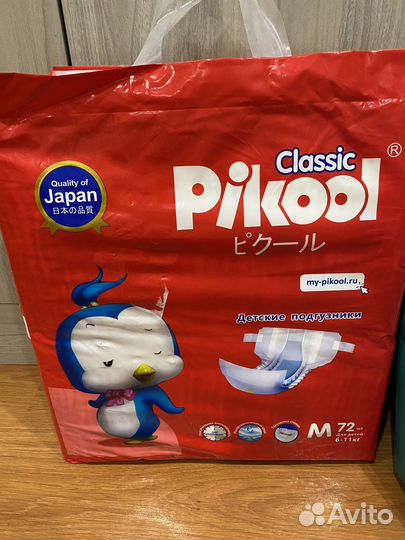 Classic
Pikool®
ピクール
Quality of
Japan
日本の品質
my-pikool.ru
Детские подгузники
M 72 шт
Для детей
6-11кг
Avito